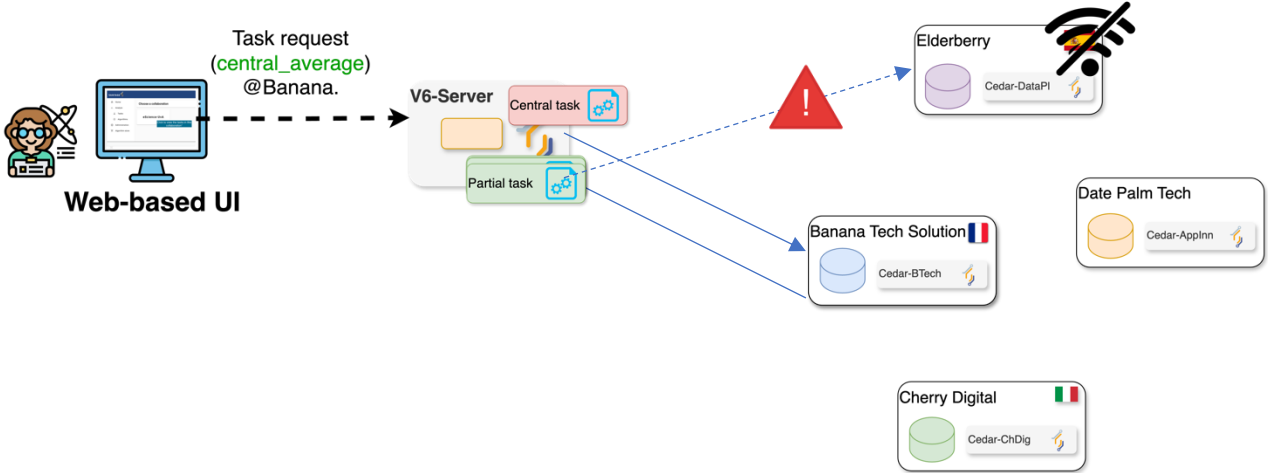 Task request
(central_average)
@Banana.
Web-based UI
V6-Server
Central task
Partial task
Elderberry
Cedar-DataPI
Date Palm Tech
Cedar-AppInn
Banana Tech Solution
Cedar-BTech
Cherry Digital
Cedar-ChDig